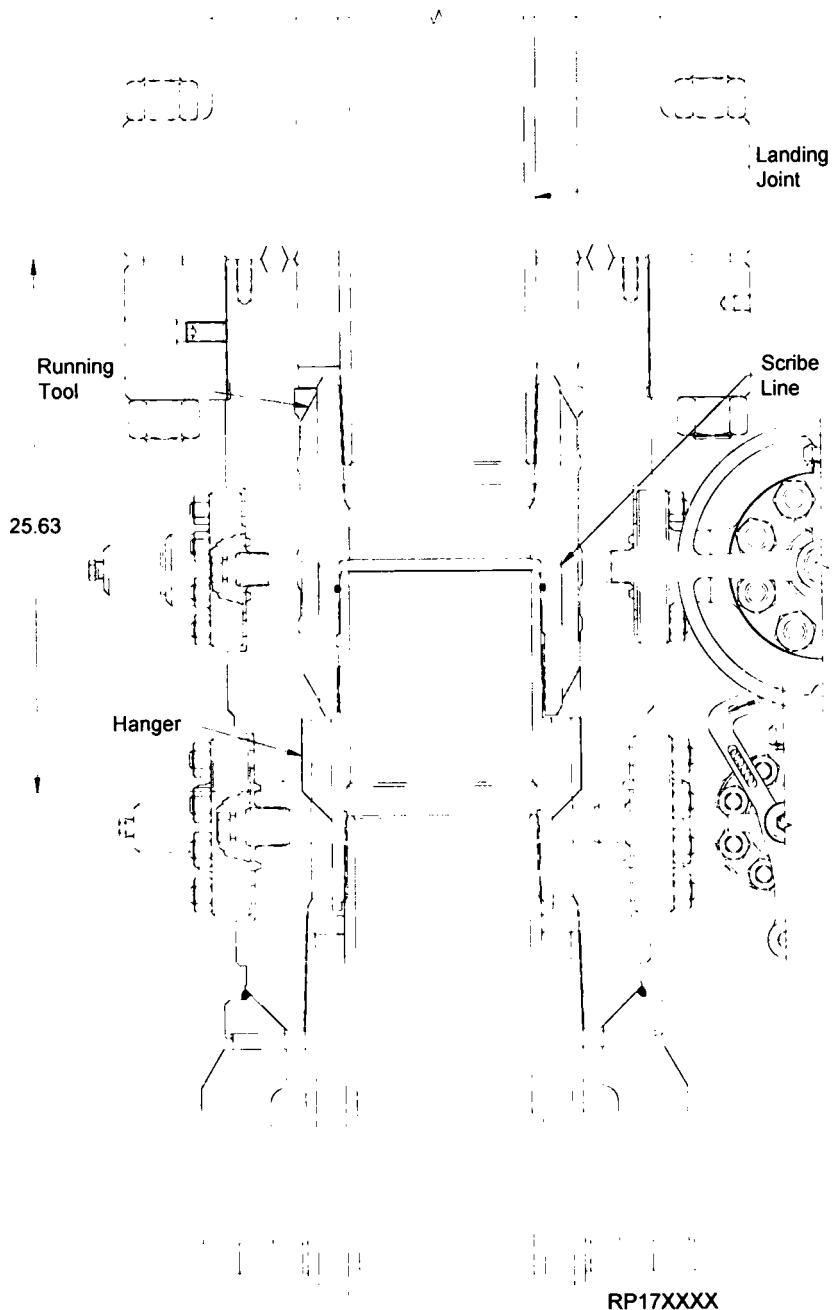 Landing
Joint
Running
Tool
Scribe
Line
25.63
Hanger
RP17XXXX